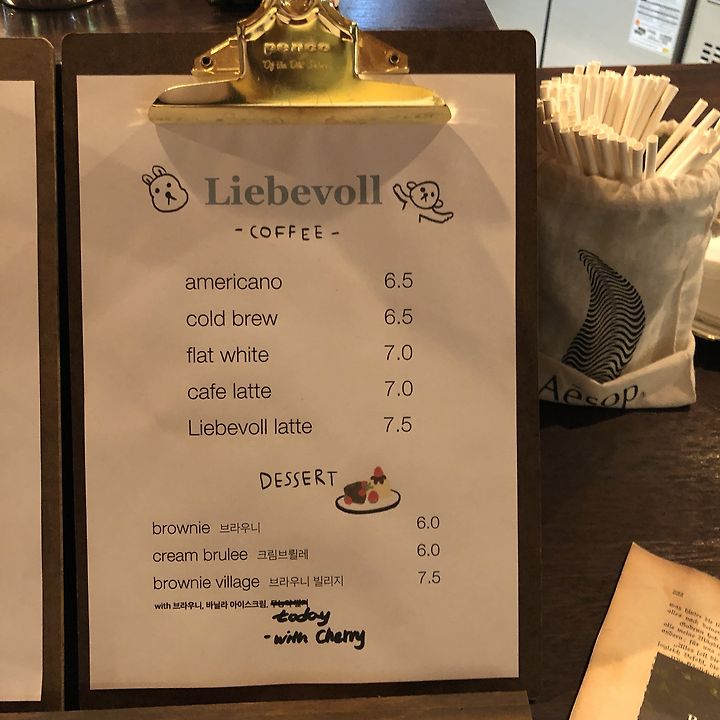 penco
Liebevoll
- COFFEE -
americano 6.5
cold brew 6.5
flat white 7.0
cafe latte 7.0
Liebevoll latte 7.5
DESSERT
brownie 브라우니 6.0
cream brulee 크림브륄레 6.0
brownie village 브라우니 빌리지 7.5
with 브라우니, 바닐라 아이스크림,
today
- with Cherry
Aēsop